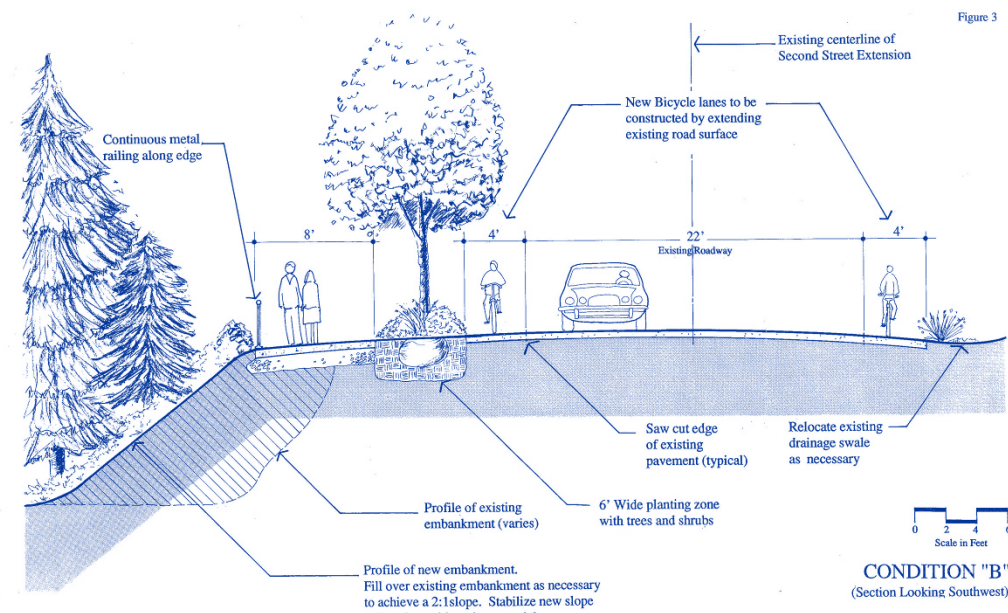 Figure 3
Existing centerline of
Second Street Extension
New Bicycle lanes to be
constructed by extending
existing road surface
Continuous metal
railing along edge
8'
4'
22'
4'
Existing Roadway
Saw cut edge
of existing
pavement (typical)
Relocate existing
drainage swale
as necessary
Profile of existing
embankment (varies)
6' Wide planting zone
with trees and shrubs
0 2 4 6
Scale in Feet
Profile of new embankment.
Fill over existing embankment as necessary
to achieve a 2:1slope. Stabilize new slope
CONDITION "B"
(Section Looking Southwest)